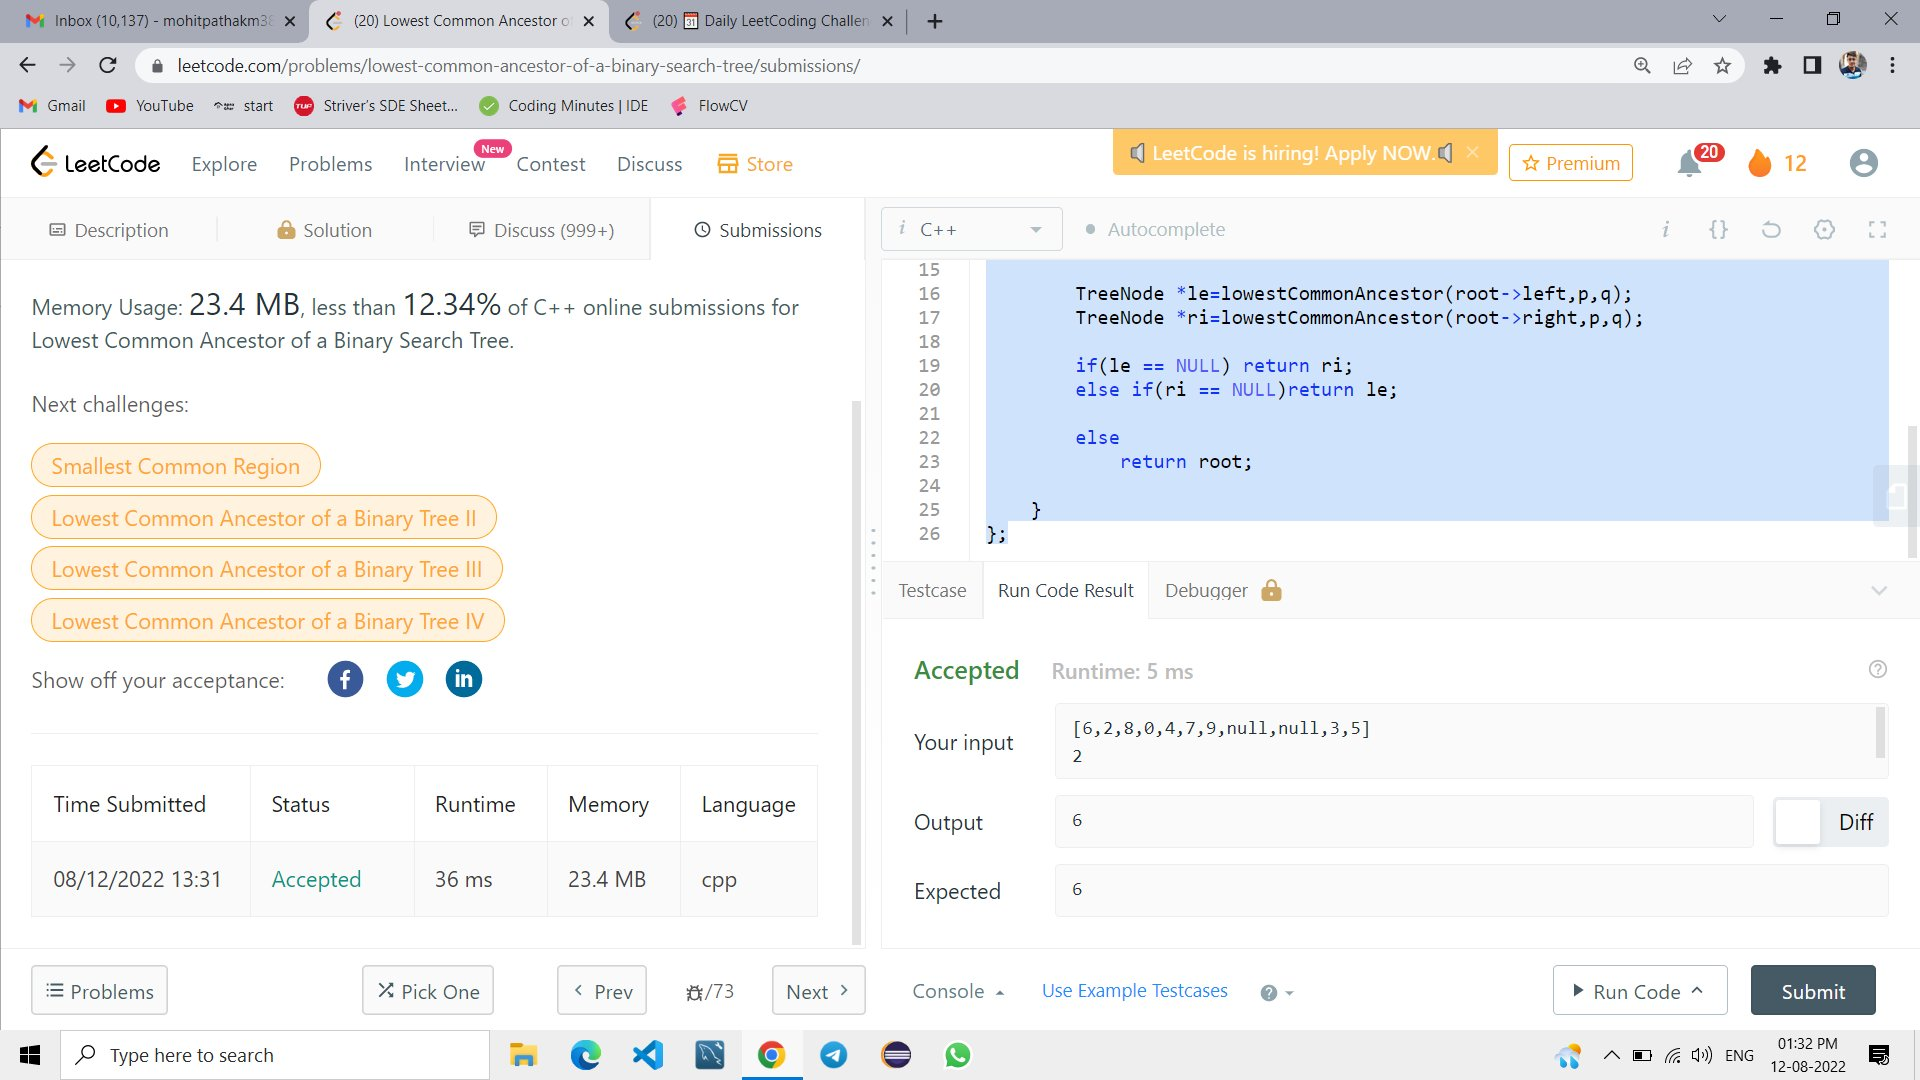 Inbox (10,137) - mohitpathakm38
(20) Lowest Common Ancestor o
(20) 31 Daily LeetCoding Challen
leetcode.com/problems/lowest-common-ancestor-of-a-binary-search-tree/submissions/
Gmail YouTube start TUF Striver's SDE Sheet... Coding Minutes | IDE FlowCV
LeetCode Explore Problems Interview New Contest Discuss Store
LeetCode is hiring! Apply NOW. ×
Premium 20 12
Description Solution Discuss (999+) Submissions
i C++ Autocomplete i {}
Memory Usage: 23.4 MB, less than 12.34% of C++ online submissions for
Lowest Common Ancestor of a Binary Search Tree.
Next challenges:
Smallest Common Region
Lowest Common Ancestor of a Binary Tree II
Lowest Common Ancestor of a Binary Tree III
Lowest Common Ancestor of a Binary Tree IV
Show off your acceptance: f in
Time Submitted Status Runtime Memory Language
08/12/2022 13:31 Accepted 36 ms 23.4 MB cpp
15
16 TreeNode *le=lowestCommonAncestor(root->left,p,q);
17 TreeNode *ri=lowestCommonAncestor(root->right,p,q);
18
19 if(le == NULL) return ri;
20 else if(ri == NULL)return le;
21
22 else
23 return root;
24
25 }
26 };
Testcase Run Code Result Debugger
Accepted Runtime: 5 ms
Your input
[6,2,8,0,4,7,9,null,null,3,5]
2
Output 6 Diff
Expected 6
Problems Pick One Prev /73 Next
Console Use Example Testcases Run Code Submit
Type here to search
ENG
01:32 PM
12-08-2022